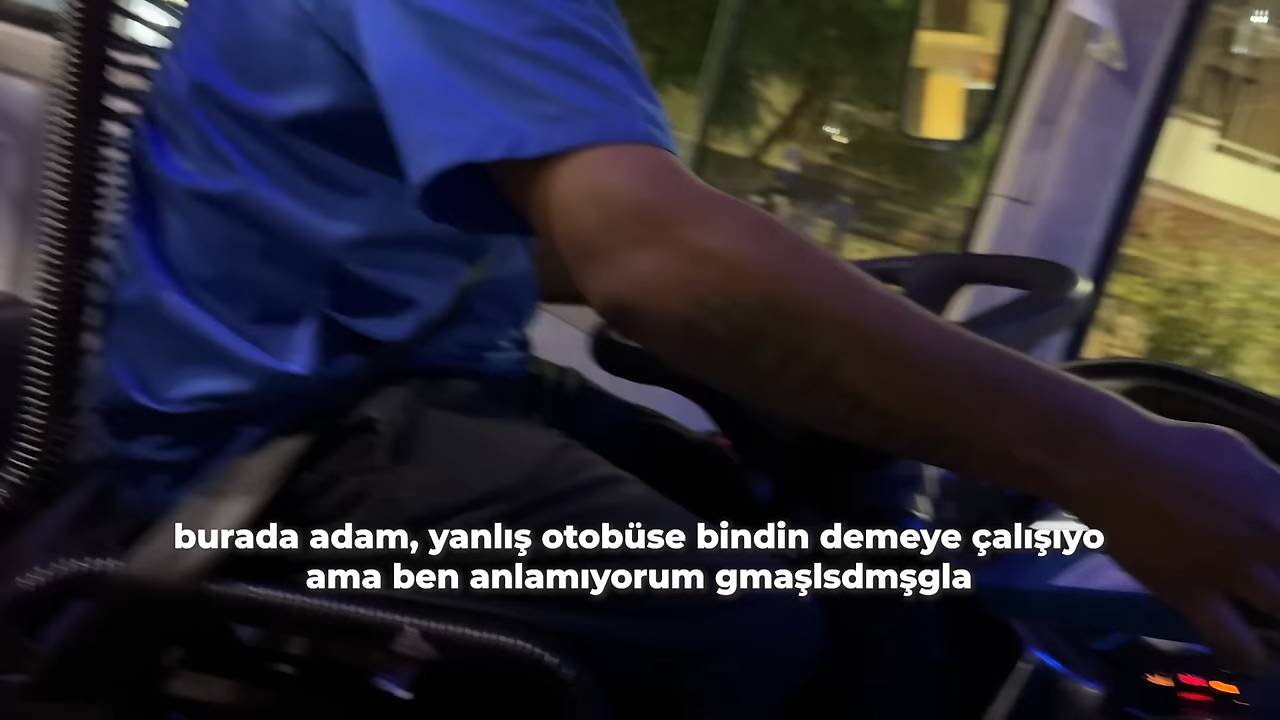 burada adam, yanlış otobüse bindin demeye çalışıyo
ama ben anlamıyorum gmaşlsdmşgla